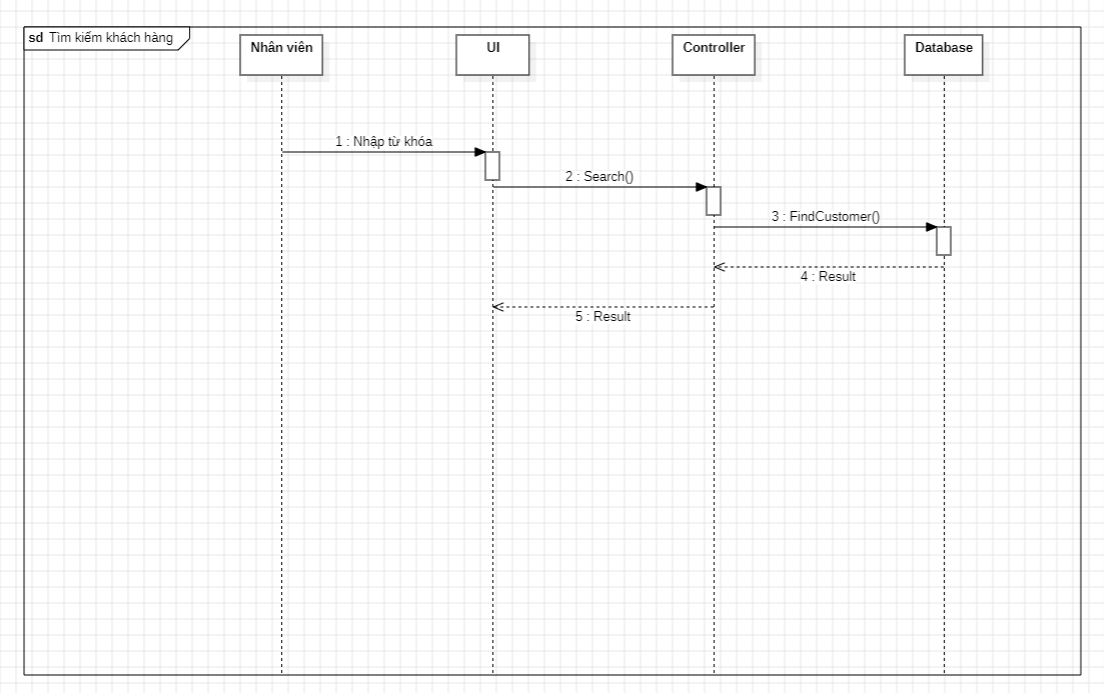 sd Tìm kiếm khách hàng
Nhân viên
UI
Controller
Database
1 : Nhập từ khóa
2 : Search()
3 : FindCustomer()
4 : Result
5 : Result